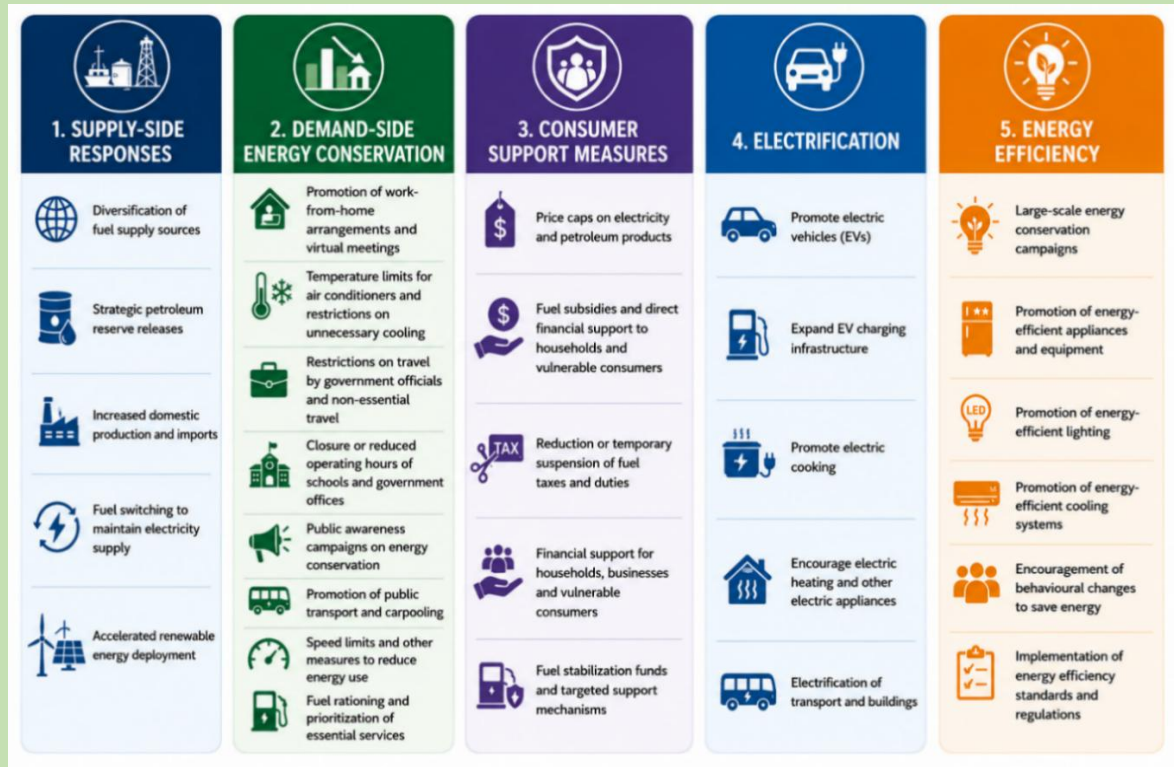 1. SUPPLY-SIDE
RESPONSES
Diversification of
fuel supply sources
Strategic petroleum
reserve releases
Increased domestic
production and imports
Fuel switching to
maintain electricity
supply
Accelerated renewable
energy deployment
2. DEMAND-SIDE
ENERGY CONSERVATION
Promotion of work-
from-home
arrangements and
virtual meetings
Temperature limits for
air conditioners and
restrictions on
unnecessary cooling
Restrictions on travel
by government officials
and non-essential
travel
Closure or reduced
operating hours of
schools and government
offices
Public awareness
campaigns on energy
conservation
Promotion of public
transport and carpooling
Speed limits and other
measures to reduce
energy use
Fuel rationing and
prioritization of
essential services
3. CONSUMER
SUPPORT MEASURES
$
Price caps on electricity
and petroleum products
$
Fuel subsidies and direct
financial support to
households and
vulnerable consumers
TAX
Reduction or temporary
suspension of fuel
taxes and duties
Financial support for
households, businesses
and vulnerable
consumers
Fuel stabilization funds
and targeted support
mechanisms
4. ELECTRIFICATION
Promote electric
vehicles (EVs)
Expand EV charging
infrastructure
Promote electric
cooking
Encourage electric
heating and other
electric appliances
Electrification of
transport and buildings
5. ENERGY
EFFICIENCY
Large-scale energy
conservation
campaigns
Promotion of energy-
efficient appliances
and equipment
LED
Promotion of energy-
efficient lighting
Promotion of energy-
efficient cooling
systems
Encouragement of
behavioural changes
to save energy
Implementation of
energy efficiency
standards and
regulations